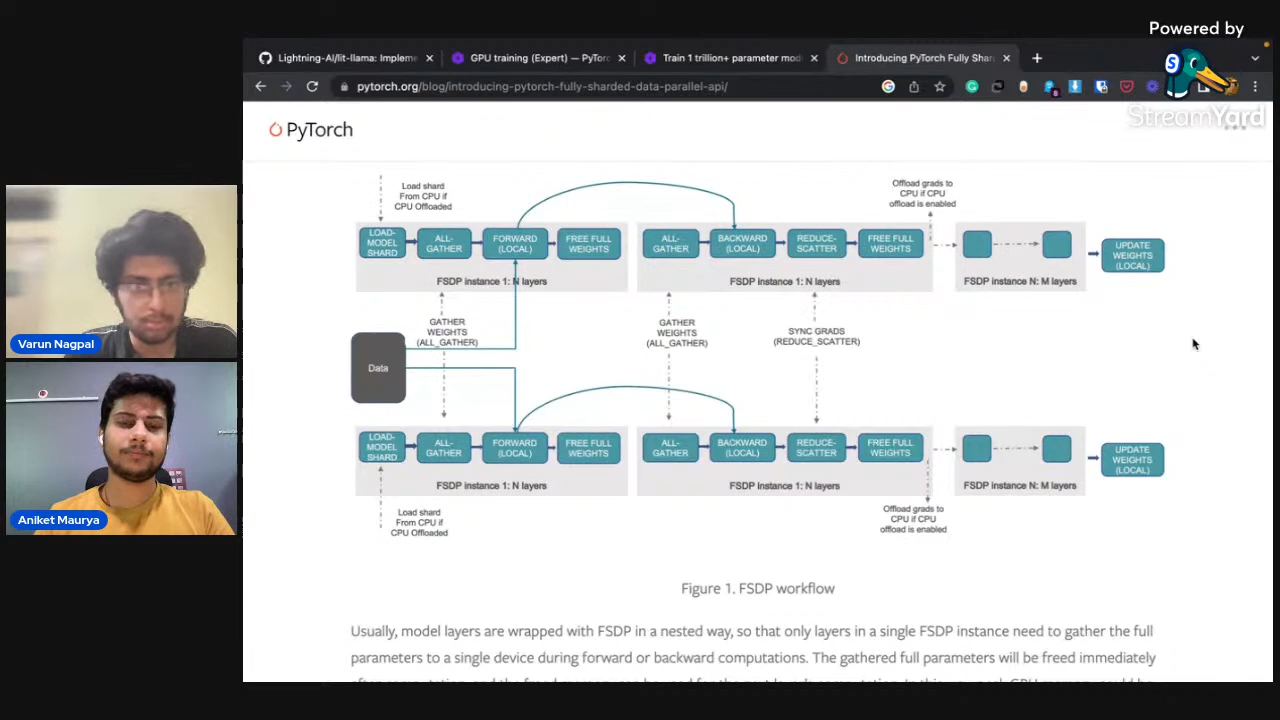 Powered by
StreamYard
Lightning-AI/lit-llama: Impleme
GPU training (Expert) — PyTorc
Train 1 trillion+ parameter mod
Introducing PyTorch Fully Shar
pytorch.org/blog/introducing-pytorch-fully-sharded-data-parallel-api/
PyTorch
Load shard
From CPU if
CPU Offloaded
Offload grads to
CPU if CPU
offload is enabled
LOAD-
MODEL
SHARD
ALL-
GATHER
FORWARD
(LOCAL)
FREE FULL
WEIGHTS
ALL-
GATHER
BACKWARD
(LOCAL)
REDUCE-
SCATTER
FREE FULL
WEIGHTS
UPDATE
WEIGHTS
(LOCAL)
FSDP instance 1: N layers
FSDP instance 1: N layers
FSDP instance N: M layers
GATHER
WEIGHTS
(ALL_GATHER)
GATHER
WEIGHTS
(ALL_GATHER)
SYNC GRADS
(REDUCE_SCATTER)
Data
LOAD-
MODEL
SHARD
ALL-
GATHER
FORWARD
(LOCAL)
FREE FULL
WEIGHTS
ALL-
GATHER
BACKWARD
(LOCAL)
REDUCE-
SCATTER
FREE FULL
WEIGHTS
UPDATE
WEIGHTS
(LOCAL)
FSDP instance 1: N layers
FSDP instance 1: N layers
FSDP instance N: M layers
Load shard
From CPU if
CPU Offloaded
Offload grads to
CPU if CPU
offload is enabled
Figure 1. FSDP workflow
Usually, model layers are wrapped with FSDP in a nested way, so that only layers in a single FSDP instance need to gather the full
parameters to a single device during forward or backward computations. The gathered full parameters will be freed immediately
Varun Nagpal
Aniket Maurya